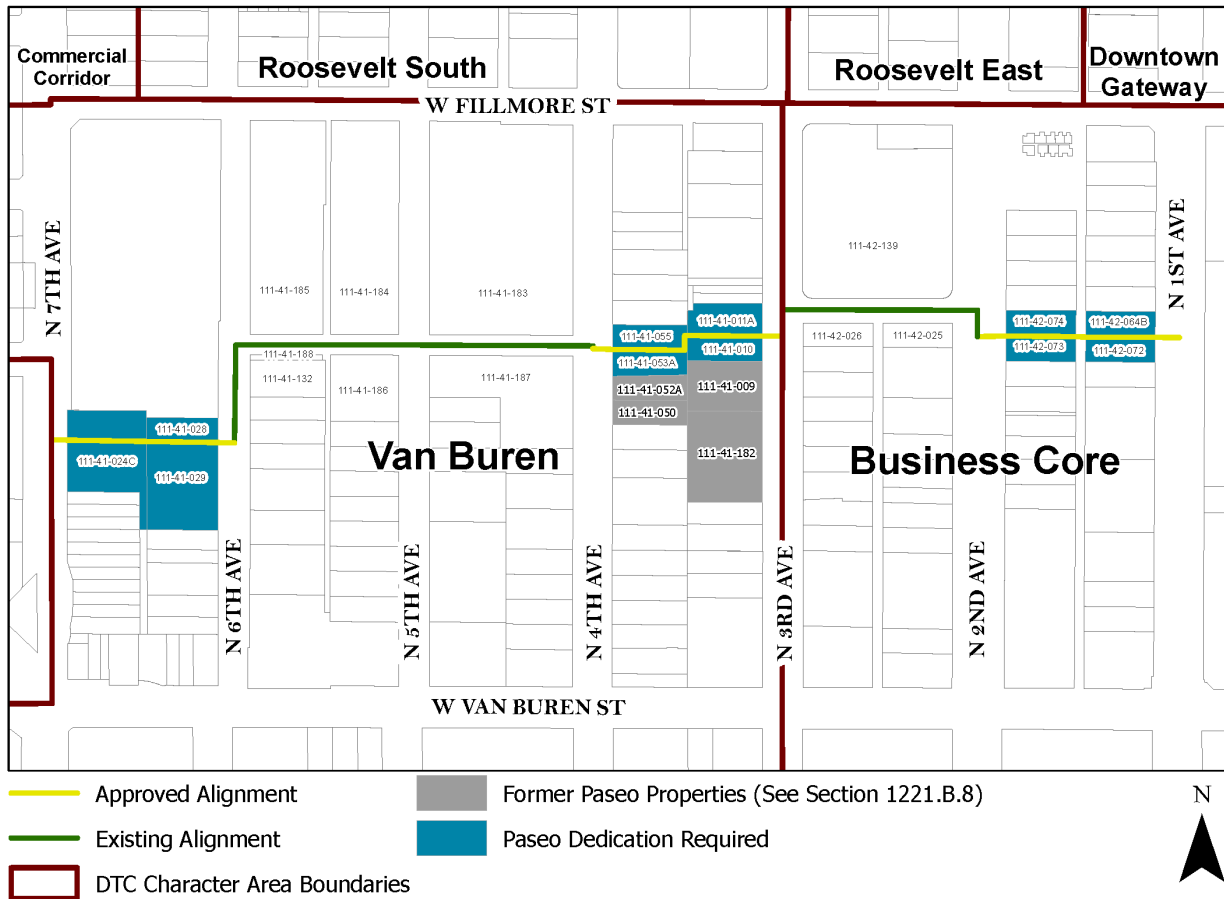 Commercial
Corridor
Roosevelt South
Roosevelt East
Downtown
Gateway
W FILLMORE ST
N 7TH AVE
N 1ST AVE
111-42-139
111-41-185
111-41-184
111-41-183
111-41-011A
111-41-055
111-41-010
111-41-053A
111-42-026
111-42-025
111-42-074
111-42-064B
111-42-073
111-42-072
111-41-188
111-41-132
111-41-186
111-41-187
111-41-052A
111-41-009
111-41-050
111-41-028
111-41-024C
111-41-029
111-41-182
Van Buren
Business Core
N 6TH AVE
N 5TH AVE
N 4TH AVE
N 3RD AVE
N 2ND AVE
W VAN BUREN ST
Approved Alignment
Former Paseo Properties (See Section 1221.B.8)
Existing Alignment
Paseo Dedication Required
DTC Character Area Boundaries
N